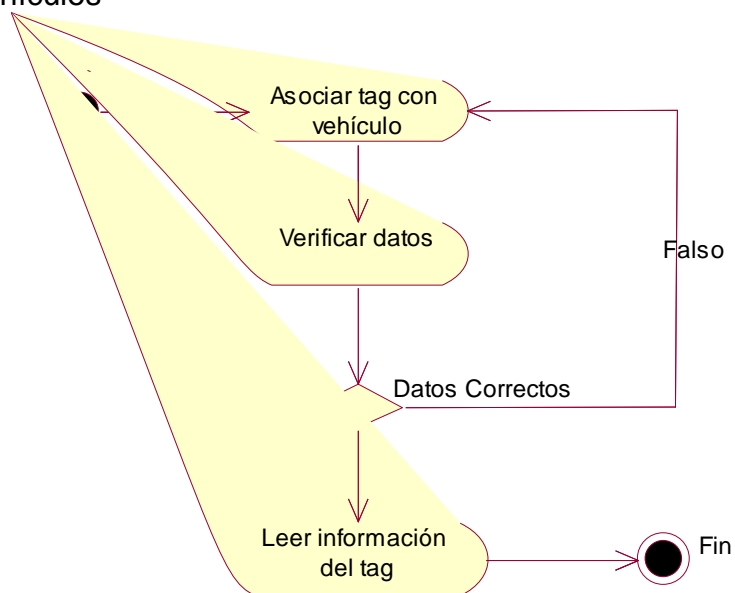 Asociar tag con
vehículo
Verificar datos
Falso
Datos Correctos
Leer información
del tag
Fin